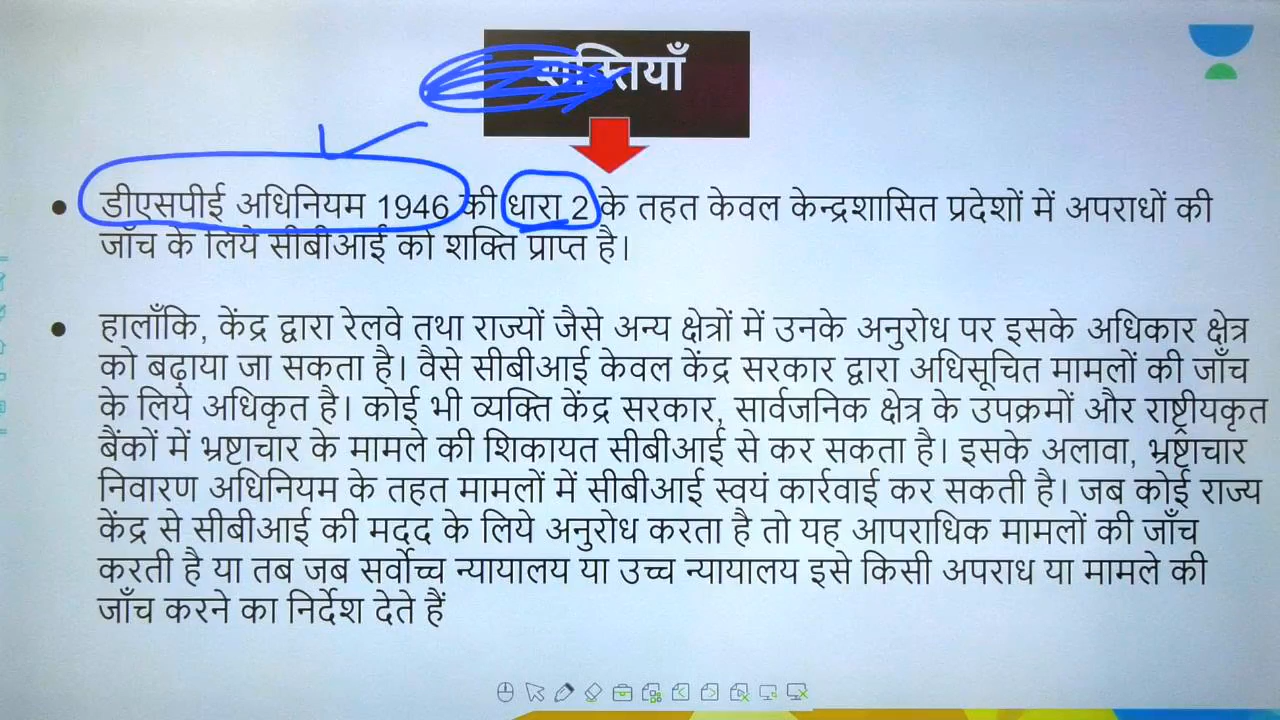 शक्तियाँ
डीएसपीई अधिनियम 1946 की धारा 2 के तहत केवल केन्द्रशासित प्रदेशों में अपराधों की
जाँच के लिये सीबीआई को शक्ति प्राप्त है।
हालाँकि, केंद्र द्वारा रेलवे तथा राज्यों जैसे अन्य क्षेत्रों में उनके अनुरोध पर इसके अधिकार क्षेत्र
को बढ़ाया जा सकता है। वैसे सीबीआई केवल केंद्र सरकार द्वारा अधिसूचित मामलों की जाँच
के लिये अधिकृत है। कोई भी व्यक्ति केंद्र सरकार, सार्वजनिक क्षेत्र के उपक्रमों और राष्ट्रीयकृत
बैंकों में भ्रष्टाचार के मामले की शिकायत सीबीआई से कर सकता है। इसके अलावा, भ्रष्टाचार
निवारण अधिनियम के तहत मामलों में सीबीआई स्वयं कार्रवाई कर सकती है। जब कोई राज्य
केंद्र से सीबीआई की मदद के लिये अनुरोध करता है तो यह आपराधिक मामलों की जाँच
करती है या तब जब सर्वोच्च न्यायालय या उच्च न्यायालय इसे किसी अपराध या मामले की
जाँच करने का निर्देश देते हैं